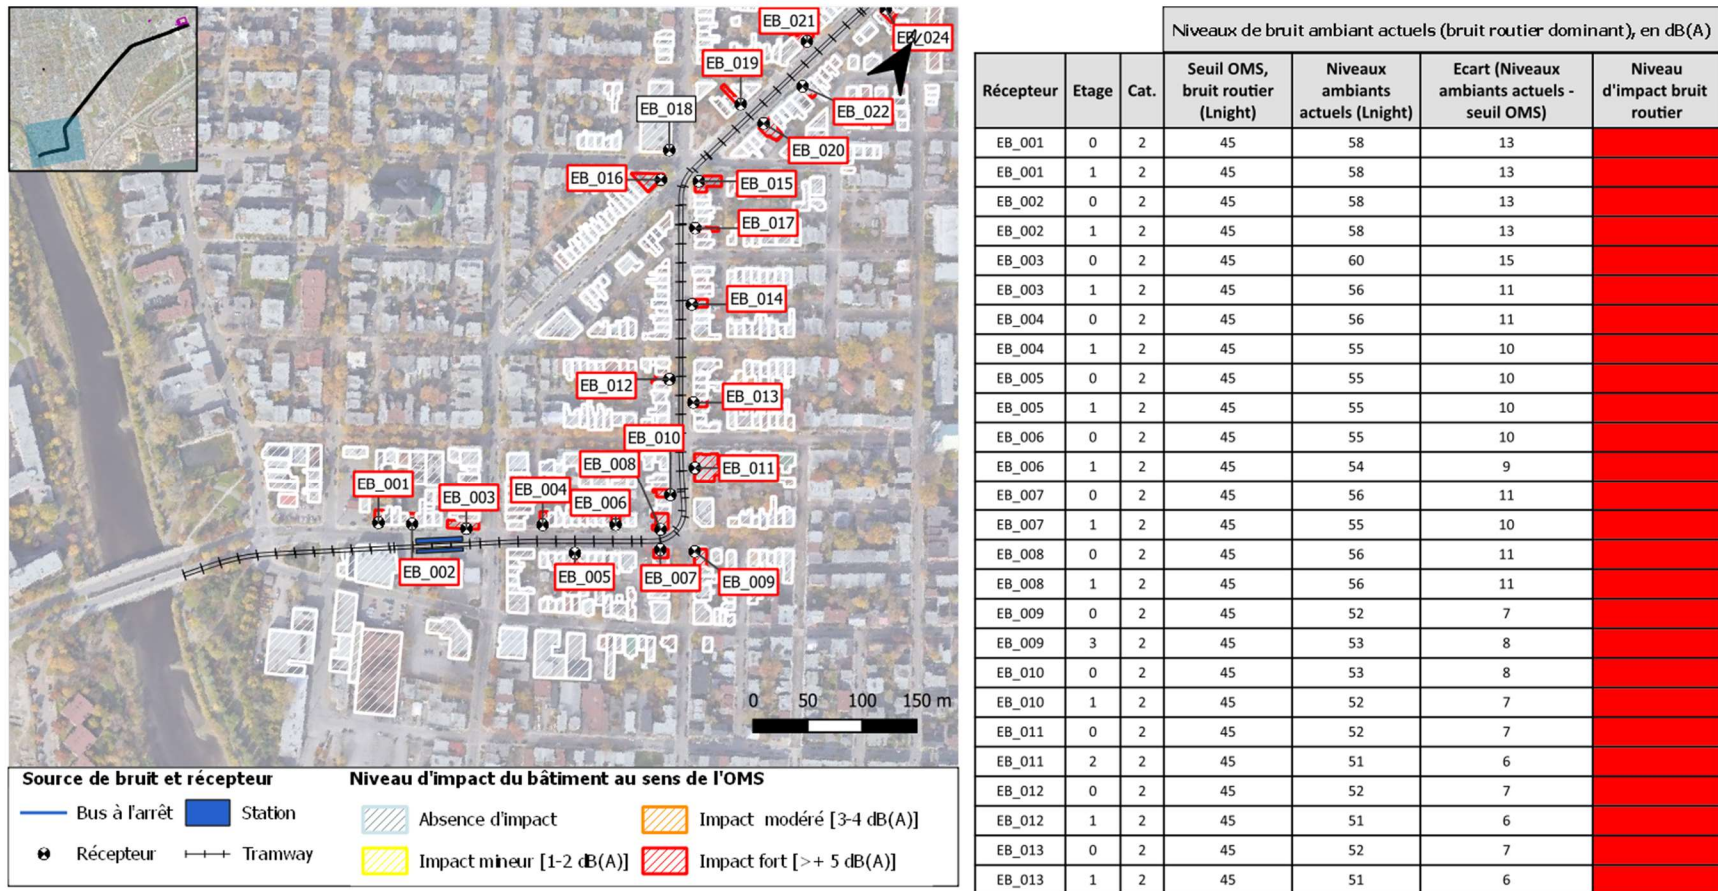 EB_021
EB_024
EB_019
EB_018
EB_022
EB_020
EB_016
EB_015
EB_017
EB_014
EB_012
EB_013
EB_010
EB_008
EB_011
EB_001
EB_003
EB_004
EB_006
EB_002
EB_005
EB_007
EB_009
0 50 100 150 m
Source de bruit et récepteur
Bus à l'arrêt
Station
Récepteur
Tramway
Niveau d'impact du bâtiment au sens de l'OMS
Absence d'impact
Impact modéré [3-4 dB(A)]
Impact mineur [1-2 dB(A)]
Impact fort [>+ 5 dB(A)]
Niveaux de bruit ambiant actuels (bruit routier dominant), en dB(A)
Récepteur Etage Cat. Seuil OMS, bruit routier (Lnight) Niveaux ambiants actuels (Lnight) Ecart (Niveaux ambiants actuels - seuil OMS) Niveau d'impact bruit routier
EB_001 0 2 45 58 13
EB_001 1 2 45 58 13
EB_002 0 2 45 58 13
EB_002 1 2 45 58 13
EB_003 0 2 45 60 15
EB_003 1 2 45 56 11
EB_004 0 2 45 56 11
EB_004 1 2 45 55 10
EB_005 0 2 45 55 10
EB_005 1 2 45 55 10
EB_006 0 2 45 55 10
EB_006 1 2 45 54 9
EB_007 0 2 45 56 11
EB_007 1 2 45 55 10
EB_008 0 2 45 56 11
EB_008 1 2 45 56 11
EB_009 0 2 45 52 7
EB_009 3 2 45 53 8
EB_010 0 2 45 53 8
EB_010 1 2 45 52 7
EB_011 0 2 45 52 7
EB_011 2 2 45 51 6
EB_012 0 2 45 52 7
EB_012 1 2 45 51 6
EB_013 0 2 45 52 7
EB_013 1 2 45 51 6